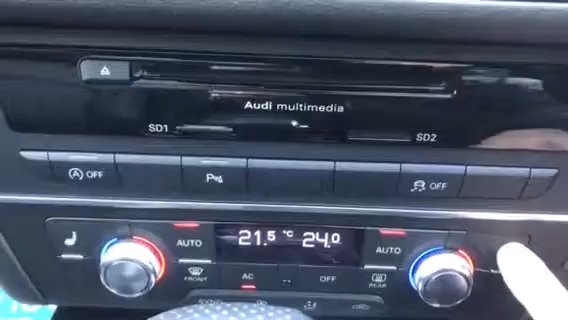 Audi multimedia
SD1 SD2
A OFF P OFF
AUTO 21.5 °C 24.0 AUTO
FRONT AC OFF REAR